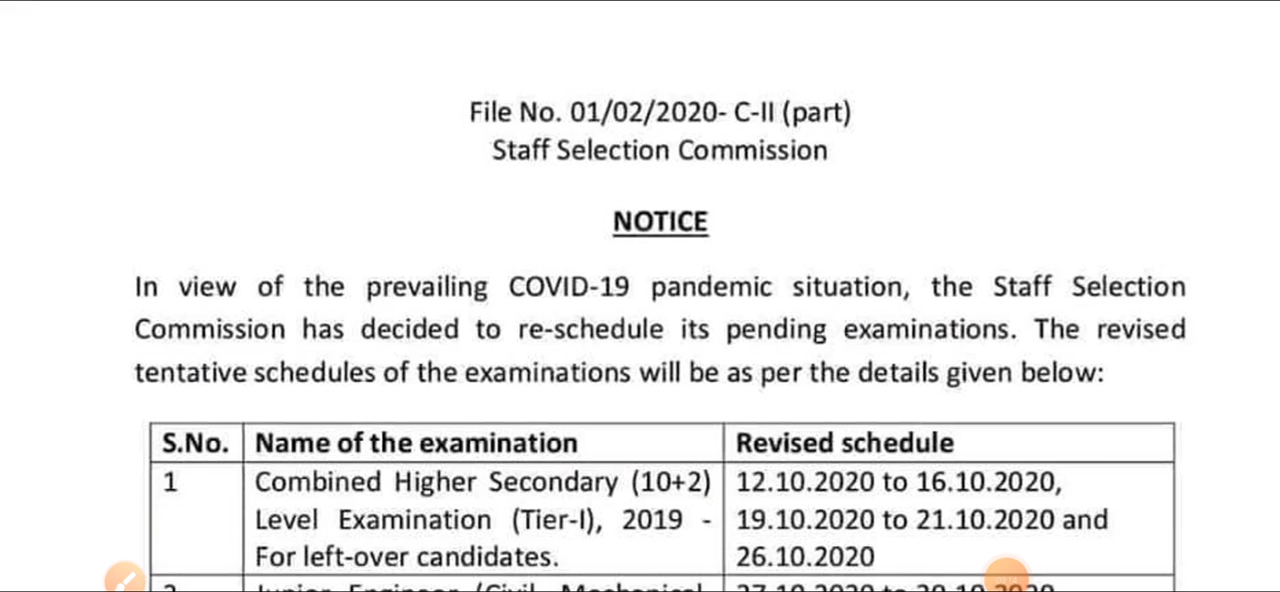 File No. 01/02/2020- C-II (part)
Staff Selection Commission
NOTICE
In view of the prevailing COVID-19 pandemic situation, the Staff Selection
Commission has decided to re-schedule its pending examinations. The revised
tentative schedules of the examinations will be as per the details given below:
S.No. Name of the examination Revised schedule
1 Combined Higher Secondary (10+2) 12.10.2020 to 16.10.2020,
Level Examination (Tier-I), 2019 - 19.10.2020 to 21.10.2020 and
For left-over candidates. 26.10.2020
Junior Engineer (Civil, Mechanical,